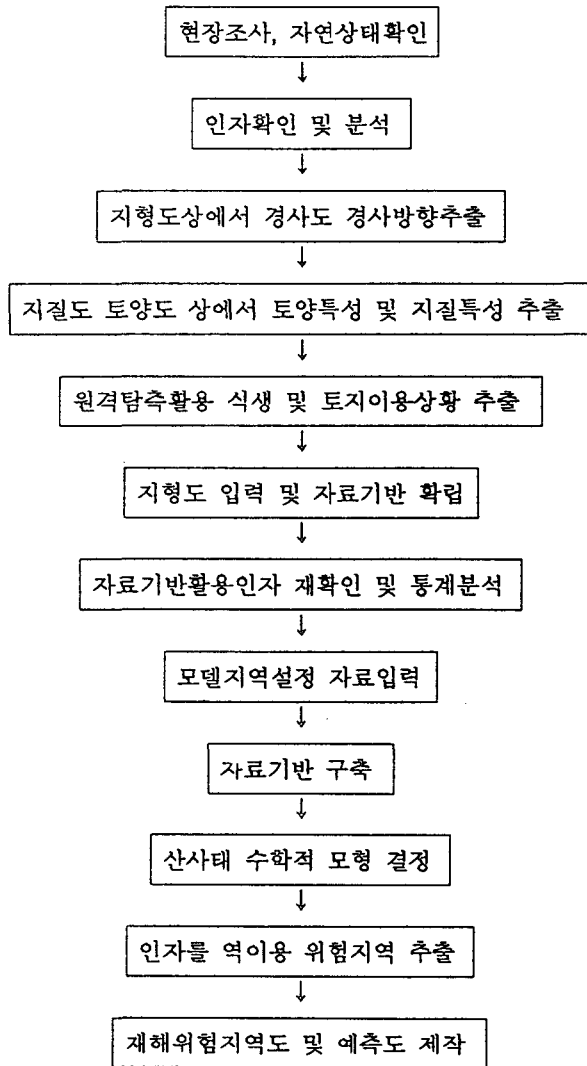 현장조사, 자연상태확인
↓
인자확인 및 분석
↓
지형도상에서 경사도 경사방향추출
↓
지질도 토양도 상에서 토양특성 및 지질특성 추출
↓
원격탐측활용 식생 및 토지이용상황 추출
↓
지형도 입력 및 자료기반 확립
↓
자료기반활용인자 재확인 및 통계분석
↓
모델지역설정 자료입력
↓
자료기반 구축
↓
산사태 수학적 모형 결정
↓
인자를 역이용 위험지역 추출
↓
재해위험지역도 및 예측도 제작